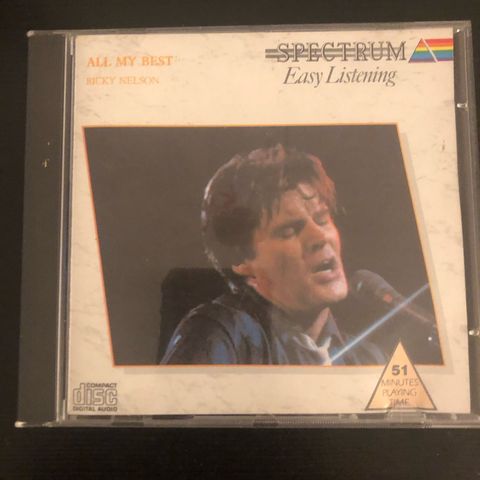 ALL MY BEST
RICKY NELSON
SPECTRUM
Easy Listening
51
MINUTES
PLAYING
TIME
COMPACT
disc
DIGITAL AUDIO